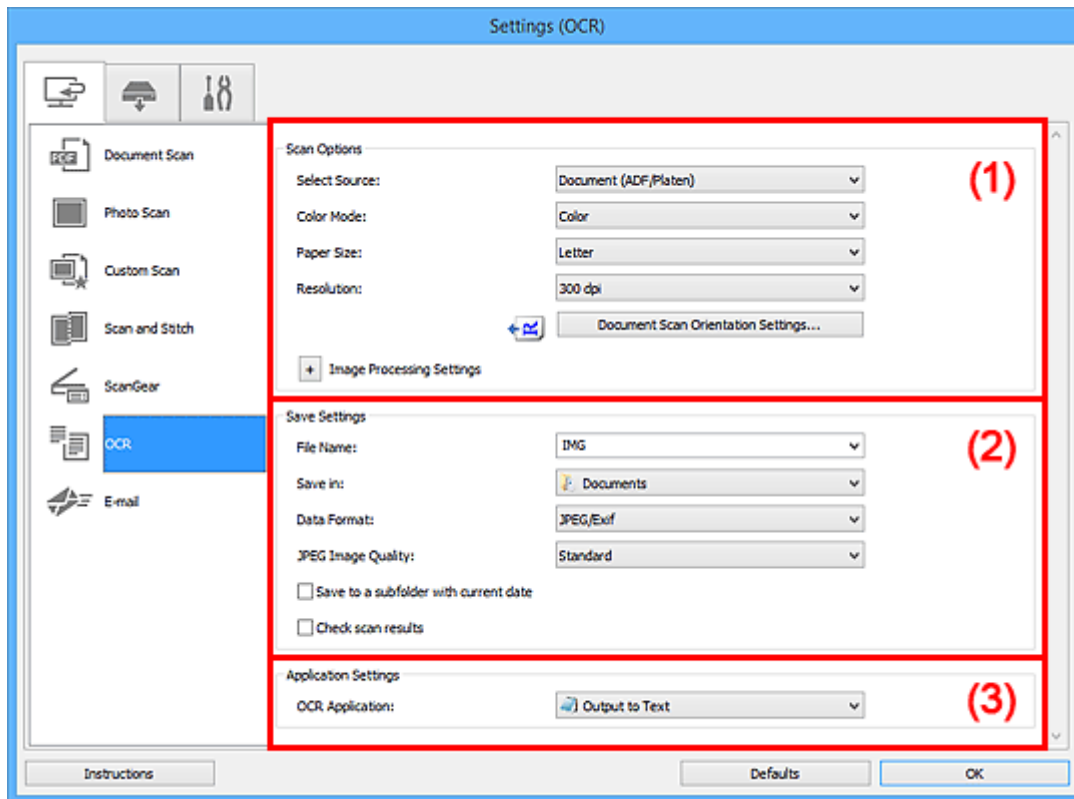 Settings (OCR)
PDF
Document Scan
Photo Scan
Custom Scan
Scan and Stitch
ScanGear
OCR
E-mail
Scan Options
(1)
Select Source: Document (ADF/Platen)
Color Mode: Color
Paper Size: Letter
Resolution: 300 dpi
R Document Scan Orientation Settings...
+ Image Processing Settings
Save Settings
(2)
File Name: IMG
Save in: Documents
Data Format: JPEG/Exif
JPEG Image Quality: Standard
Save to a subfolder with current date
Check scan results
Application Settings
(3)
OCR Application: Output to Text
Instructions Defaults OK